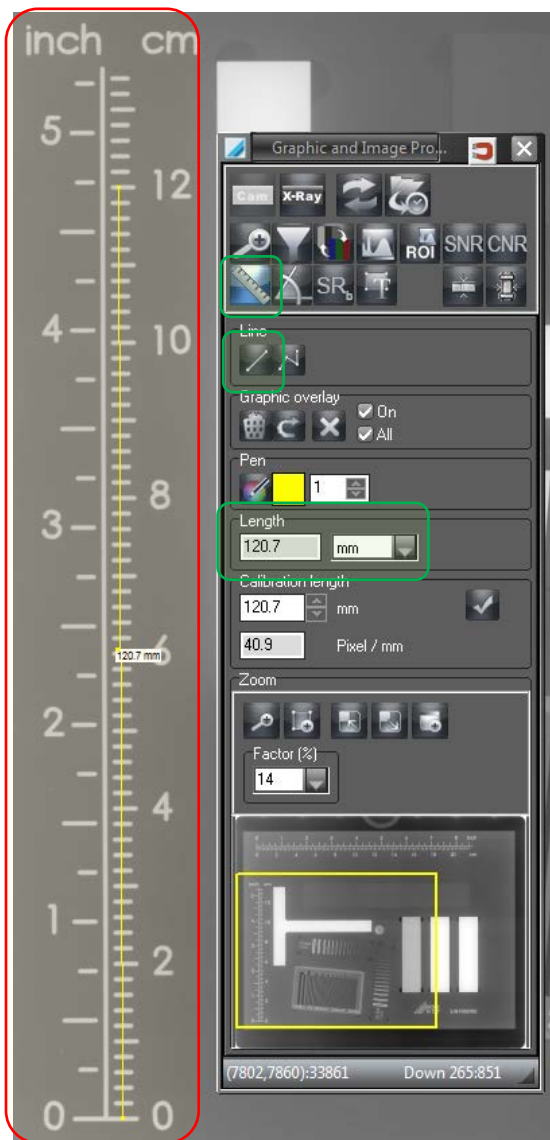 inch cm
5
12
4
10
8
3
6
2
4
1
2
0 0
120.7 mm
Graphic and Image Pro...
Cam X-Ray
ROI SNR CNR
SRb T
Line
Graphic overlay
On
All
Pen
1
Length
120.7 mm
Calibration length
120.7 mm
40.9 Pixel / mm
Zoom
Factor (%)
14
(7802,7860):33861 Down 265:851